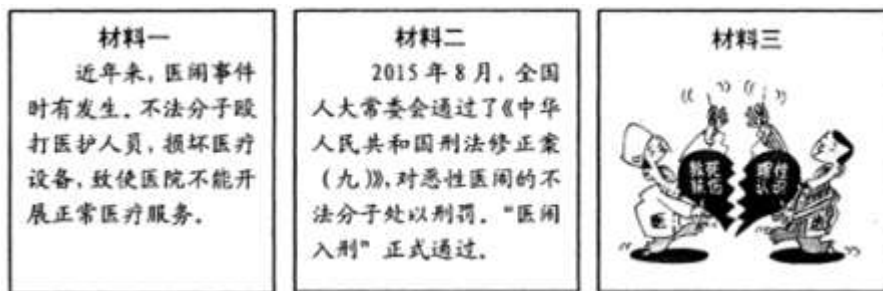 材料一
近年来，医闹事件
时有发生．不法分子殴
打医护人员，损坏医疗
设备，致使医院不能开
展正常医疗服务。
材料二
2015年8月，全国
人大常委会通过了《中华
人民共和国刑法修正案
（九）》，对恶性医闹的不
法分子处以刑罚．“医闹
入刑”正式通过．
材料三
理性
认识
医